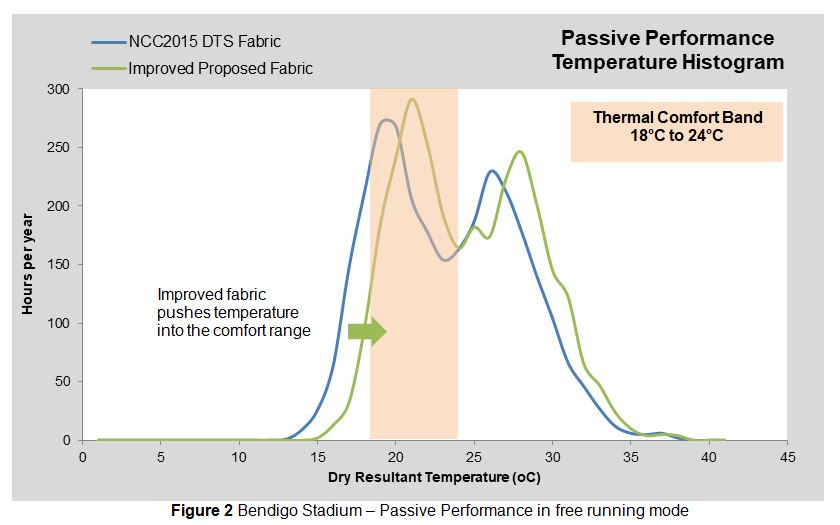 NCC2015 DTS Fabric
Improved Proposed Fabric
Passive Performance
Temperature Histogram
Thermal Comfort Band
18°C to 24°C
Improved fabric
pushes temperature
into the comfort range
Hours per year
300
250
200
150
100
50
0
0 5 10 15 20 25 30 35 40 45
Dry Resultant Temperature (oC)
Figure 2 Bendigo Stadium – Passive Performance in free running mode